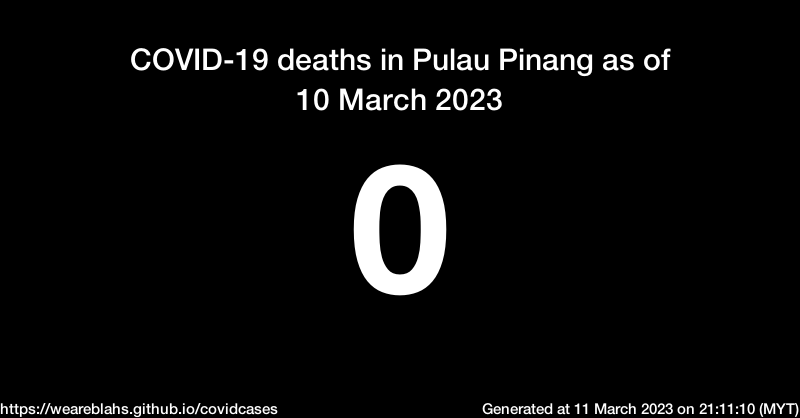 COVID-19 deaths in Pulau Pinang as of
10 March 2023
0
https://weareblahs.github.io/covidcases
Generated at 11 March 2023 on 21:11:10 (MYT)